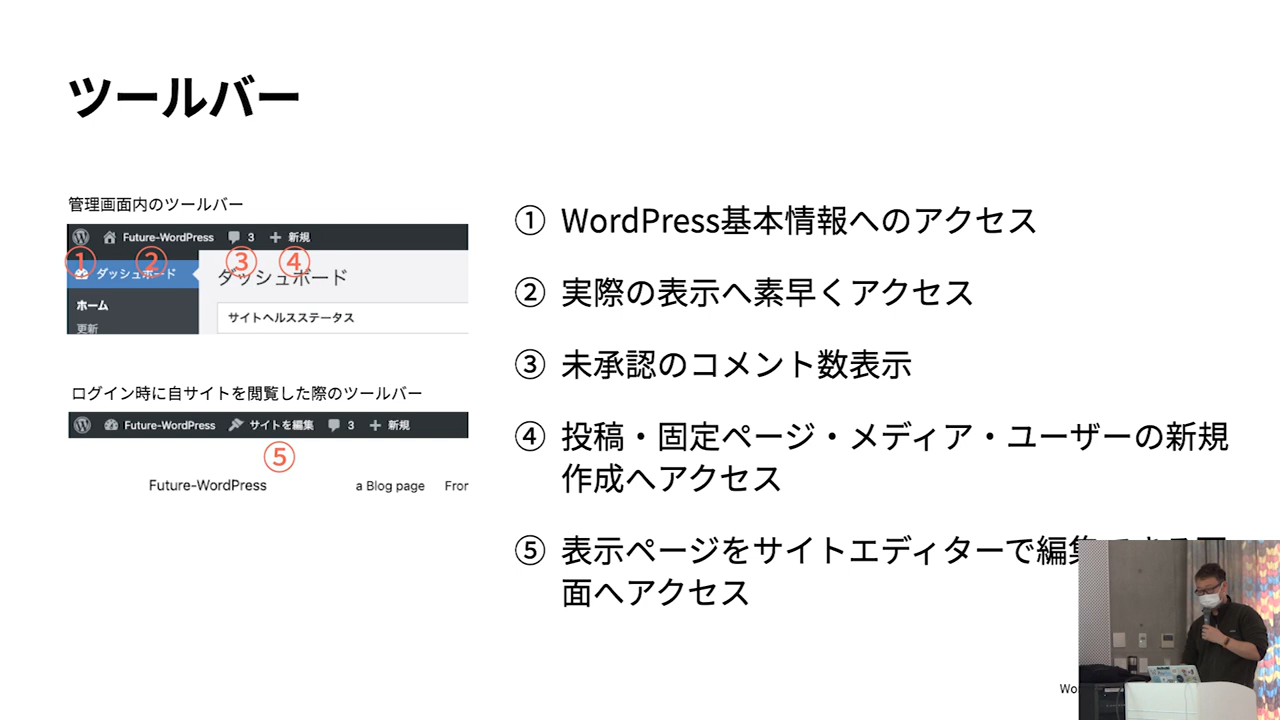 ツールバー
管理画面内のツールバー
Future-WordPress 3 新規
① ② ③ ④
ダッシュボード
ダッシュボード
ホーム
サイトヘルスステータス
更新
ログイン時に自サイトを閲覧した際のツールバー
Future-WordPress サイトを編集 3 新規
⑤
Future-WordPress a Blog page
① WordPress基本情報へのアクセス
② 実際の表示へ素早くアクセス
③ 未承認のコメント数表示
④ 投稿・固定ページ・メディア・ユーザーの新規
作成へアクセス
⑤ 表示ページをサイトエディターで編集
面へアクセス